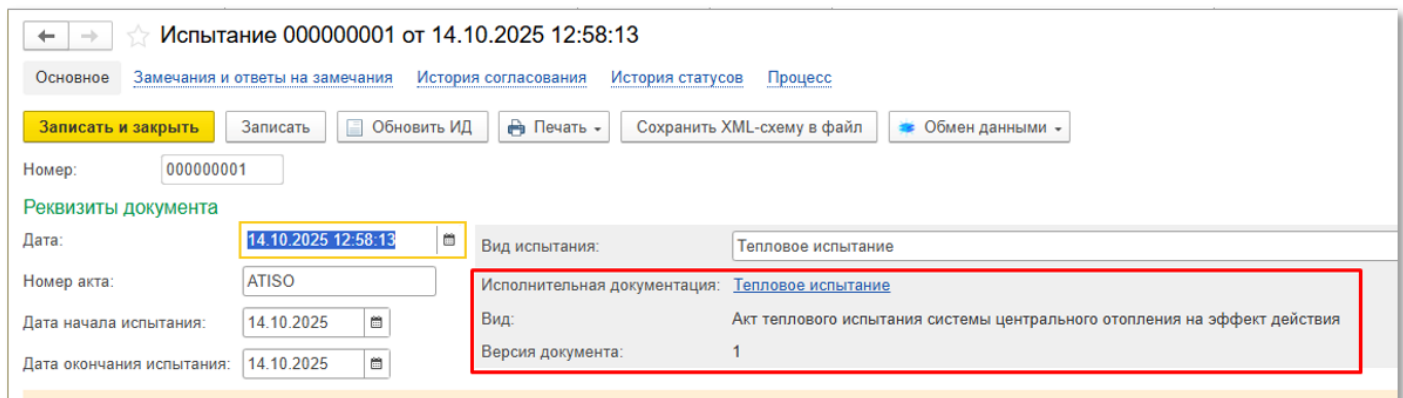 Испытание 000000001 от 14.10.2025 12:58:13
Основное Замечания и ответы на замечания История согласования История статусов Процесс
Записать и закрыть Записать Обновить ИД Печать Сохранить XML-схему в файл Обмен данными
Номер: 000000001
Реквизиты документа
Дата: 14.10.2025 12:58:13 Вид испытания: Тепловое испытание
Номер акта: ATISO Исполнительная документация: Тепловое испытание
Дата начала испытания: 14.10.2025 Вид: Акт теплового испытания системы центрального отопления на эффект действия
Дата окончания испытания: 14.10.2025 Версия документа: 1